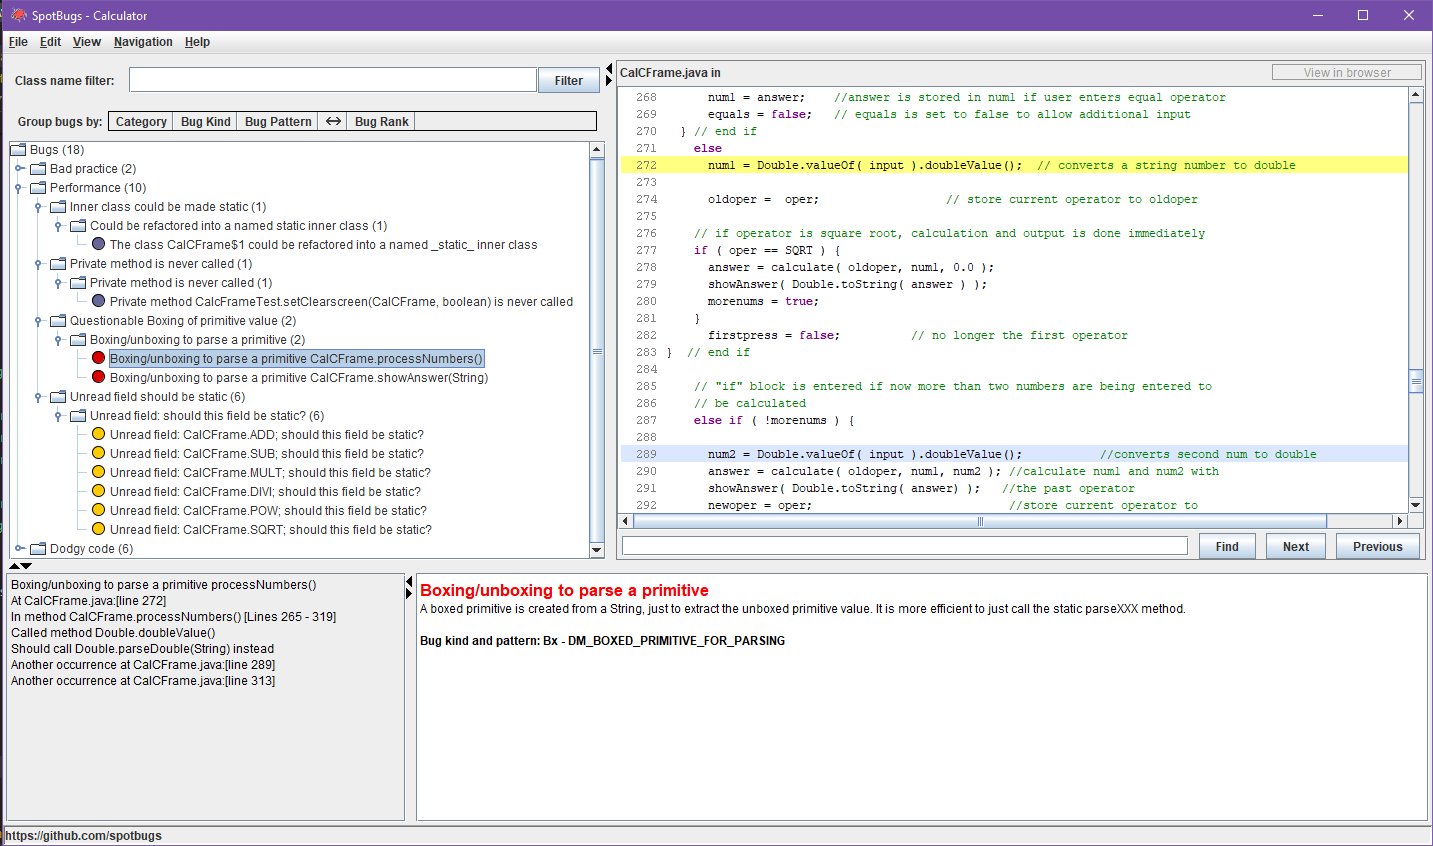 SpotBugs - Calculator
File Edit View Navigation Help
Class name filter: Filter
Group bugs by: Category Bug Kind Bug Pattern Bug Rank
Bugs (18)
Bad practice (2)
Performance (10)
Inner class could be made static (1)
Could be refactored into a named static inner class (1)
The class CalCFrame$1 could be refactored into a named _static_ inner class
Private method is never called (1)
Private method is never called (1)
Private method CalcFrameTest.setClearscreen(CalCFrame, boolean) is never called
Questionable Boxing of primitive value (2)
Boxing/unboxing to parse a primitive (2)
Boxing/unboxing to parse a primitive CalCFrame.processNumbers()
Boxing/unboxing to parse a primitive CalCFrame.showAnswer(String)
Unread field should be static (6)
Unread field: should this field be static? (6)
Unread field: CalCFrame.ADD; should this field be static?
Unread field: CalCFrame.SUB; should this field be static?
Unread field: CalCFrame.MULT; should this field be static?
Unread field: CalCFrame.DIVI; should this field be static?
Unread field: CalCFrame.POW; should this field be static?
Unread field: CalCFrame.SQRT; should this field be static?
Dodgy code (6)
CalCFrame.java in View in browser
268 num1 = answer; //answer is stored in num1 if user enters equal operator
269 equals = false; // equals is set to false to allow additional input
270 } // end if
271 else
272 num1 = Double.valueOf( input ).doubleValue(); // converts a string number to double
273
274 oldoper = oper; // store current operator to oldoper
275
276 // if operator is square root, calculation and output is done immediately
277 if ( oper == SQRT ) {
278 answer = calculate( oldoper, num1, 0.0 );
279 showAnswer( Double.toString( answer ) );
280 morenums = true;
281 }
282 firstpress = false; // no longer the first operator
283 } // end if
284
285 // "if" block is entered if now more than two numbers are being entered to
286 // be calculated
287 else if ( !morenums ) {
288
289 num2 = Double.valueOf( input ).doubleValue(); //converts second num to double
290 answer = calculate( oldoper, num1, num2 ); //calculate num1 and num2 with
291 showAnswer( Double.toString( answer) ); //the past operator
292 newoper = oper; //store current operator to
Find Next Previous
Boxing/unboxing to parse a primitive processNumbers()
At CalCFrame.java:[line 272]
In method CalCFrame.processNumbers() [Lines 265 - 319]
Called method Double.doubleValue()
Should call Double.parseDouble(String) instead
Another occurrence at CalCFrame.java:[line 289]
Another occurrence at CalCFrame.java:[line 313]
Boxing/unboxing to parse a primitive
A boxed primitive is created from a String, just to extract the unboxed primitive value. It is more efficient to just call the static parseXXX method.
Bug kind and pattern: Bx - DM_BOXED_PRIMITIVE_FOR_PARSING
https://github.com/spotbugs